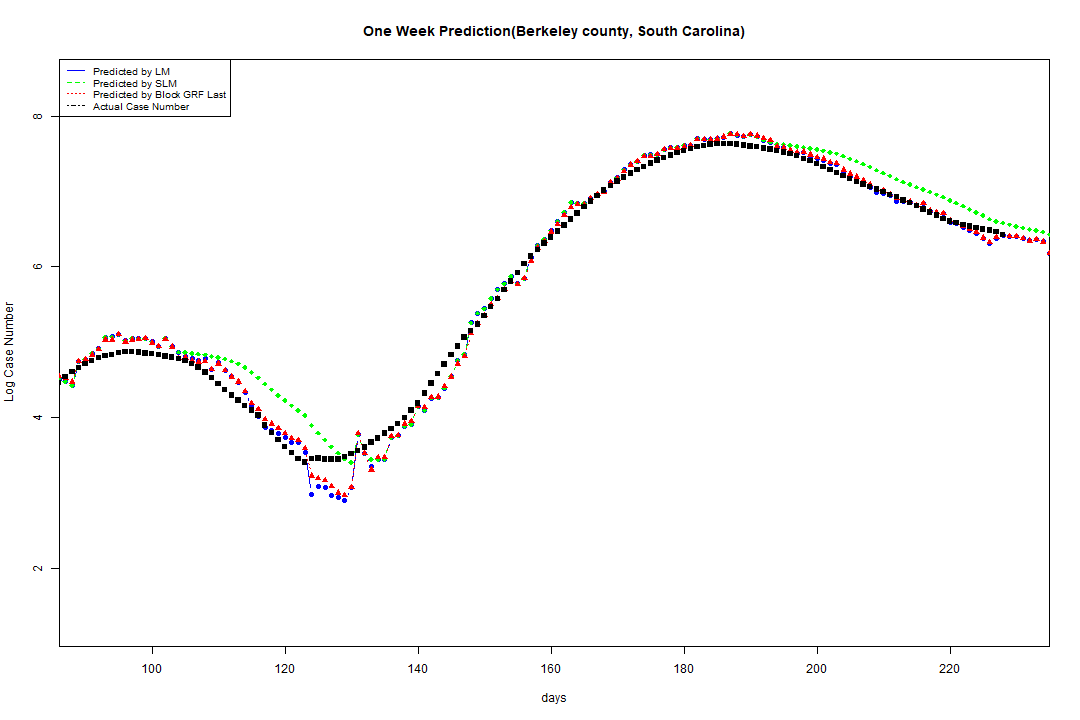 One Week Prediction(Berkeley county, South Carolina)
Predicted by LM
Predicted by SLM
Predicted by Block GRF Last
Actual Case Number
8
6
4
2
Log Case Number
100 120 140 160 180 200 220
days